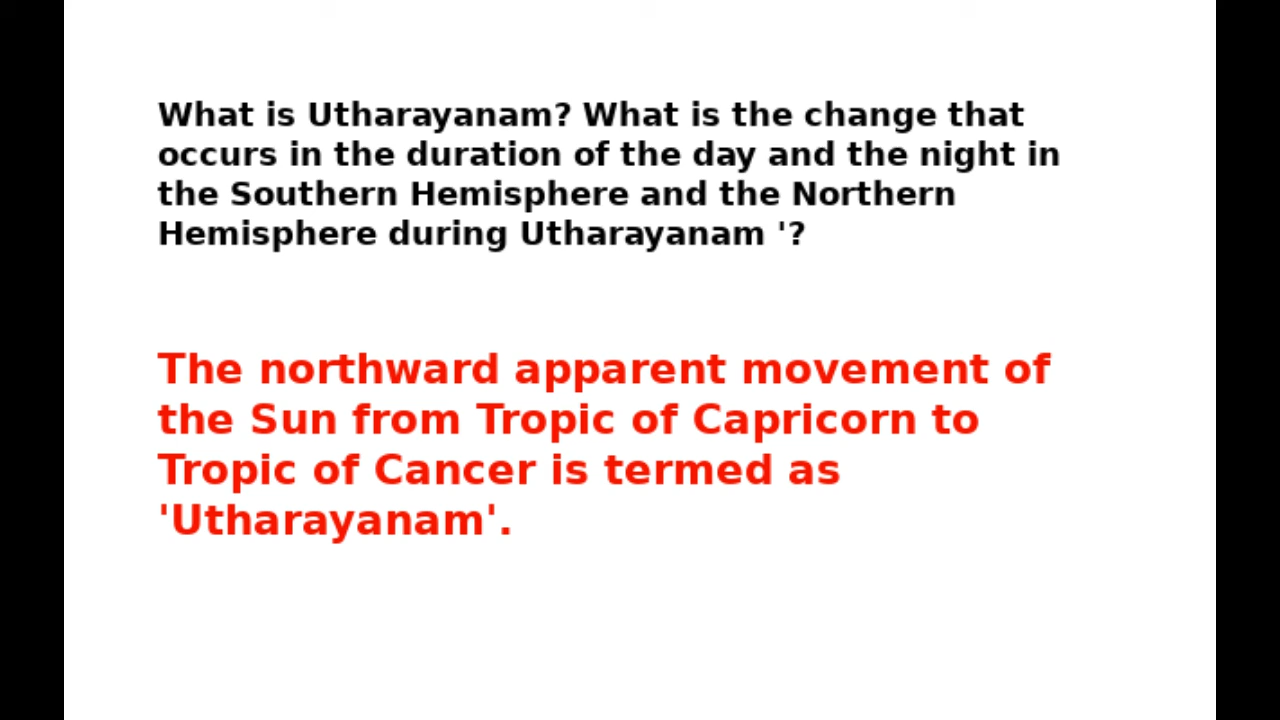 What is Utharayanam? What is the change that
occurs in the duration of the day and the night in
the Southern Hemisphere and the Northern
Hemisphere during Utharayanam '?
The northward apparent movement of
the Sun from Tropic of Capricorn to
Tropic of Cancer is termed as
'Utharayanam'.